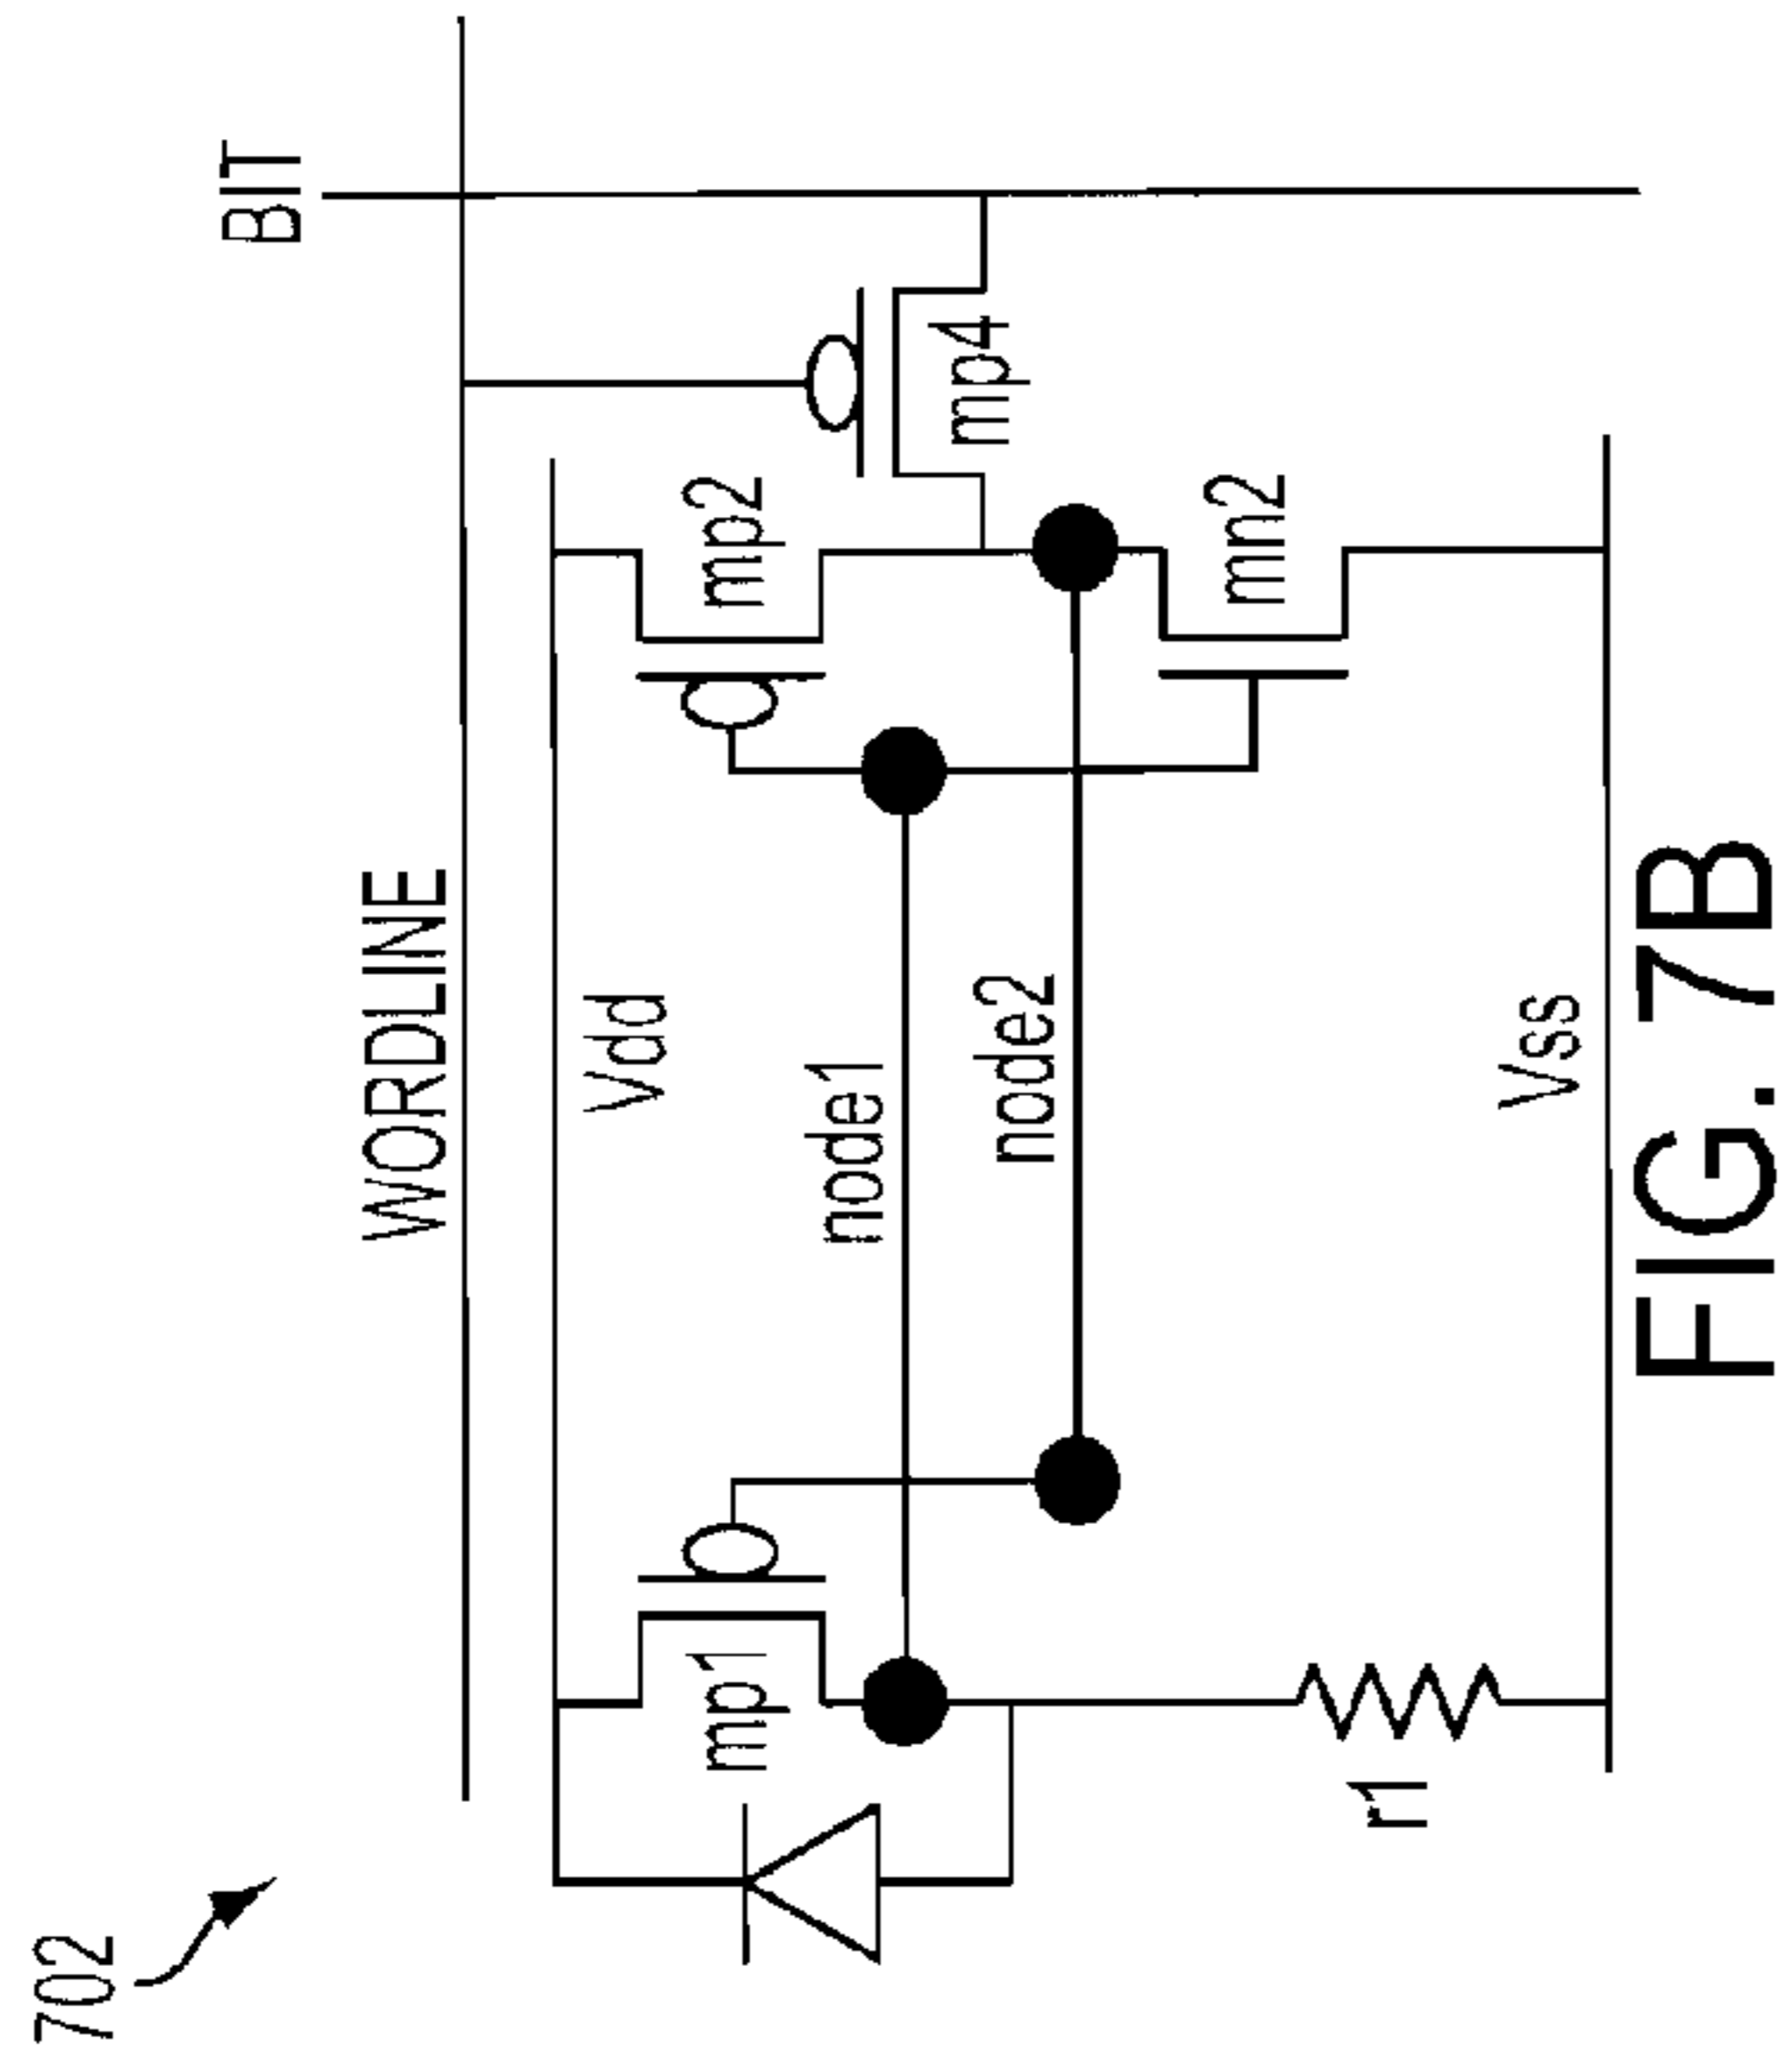 702
WORDLINE
BIT
Vdd
mp1
mp2
node1
mp4
node2
mn2
r1
Vss
FIG. 7B